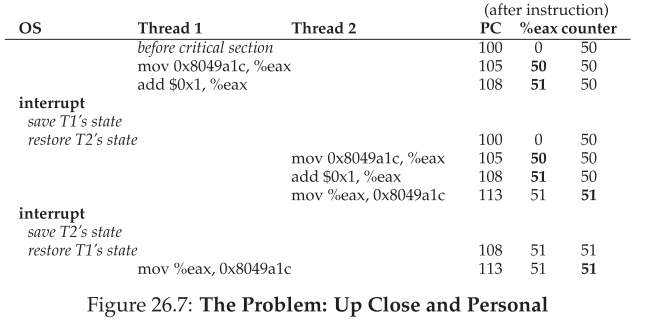 (after instruction)
OS Thread 1 Thread 2 PC %eax counter
before critical section 100 0 50
mov 0x8049a1c, %eax 105 50 50
add $0x1, %eax 108 51 50
interrupt
save T1's state
restore T2's state 100 0 50
mov 0x8049a1c, %eax 105 50 50
add $0x1, %eax 108 51 50
mov %eax, 0x8049a1c 113 51 51
interrupt
save T2's state
restore T1's state 108 51 51
mov %eax, 0x8049a1c 113 51 51
Figure 26.7: The Problem: Up Close and Personal